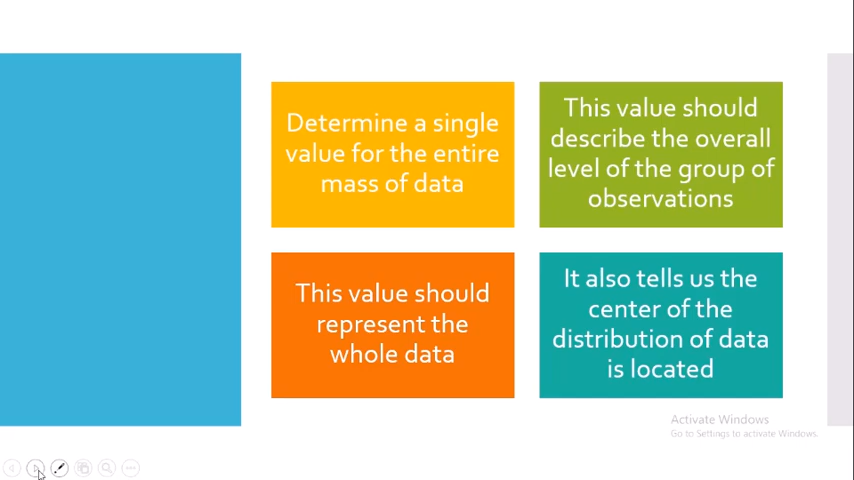 Determine a single
value for the entire
mass of data
This value should
describe the overall
level of the group of
observations
This value should
represent the
whole data
It also tells us the
center of the
distribution of data
is located
Activate Windows
Go to Settings to activate Windows.